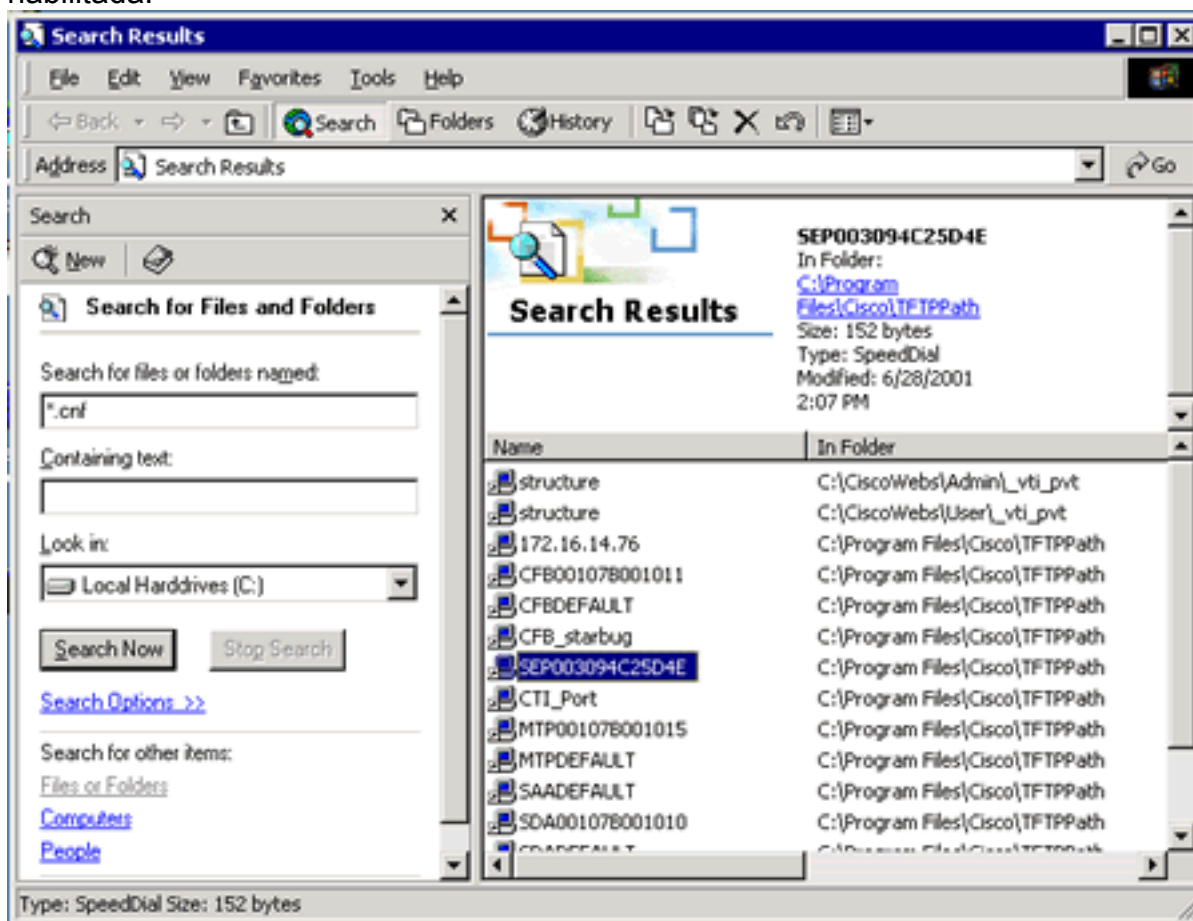 habilitada.
Search Results
File Edit View Favorites Tools Help
Back Search Folders History
Address Search Results Go
Search
New
Search for Files and Folders
Search for files or folders named:
*.cnf
Containing text:
Look in:
Local Harddrives (C:)
Search Now Stop Search
Search Options >>
Search for other items:
Files or Folders
Computers
People
Search Results
SEP003094C25D4E
In Folder:
C:\Program
Files\Cisco\TFTPPath
Size: 152 bytes
Type: SpeedDial
Modified: 6/28/2001
2:07 PM
Name In Folder
structure C:\CiscoWebs\Admin\_vti_pvt
structure C:\CiscoWebs\User\_vti_pvt
172.16.14.76 C:\Program Files\Cisco\TFTPPath
CFB00107B001011 C:\Program Files\Cisco\TFTPPath
CFBDEFAULT C:\Program Files\Cisco\TFTPPath
CFB_starbug C:\Program Files\Cisco\TFTPPath
SEP003094C25D4E C:\Program Files\Cisco\TFTPPath
CTI_Port C:\Program Files\Cisco\TFTPPath
MTP00107B001015 C:\Program Files\Cisco\TFTPPath
MTPDEFAULT C:\Program Files\Cisco\TFTPPath
SAADEFAULT C:\Program Files\Cisco\TFTPPath
SDA00107B001010 C:\Program Files\Cisco\TFTPPath
Type: SpeedDial Size: 152 bytes